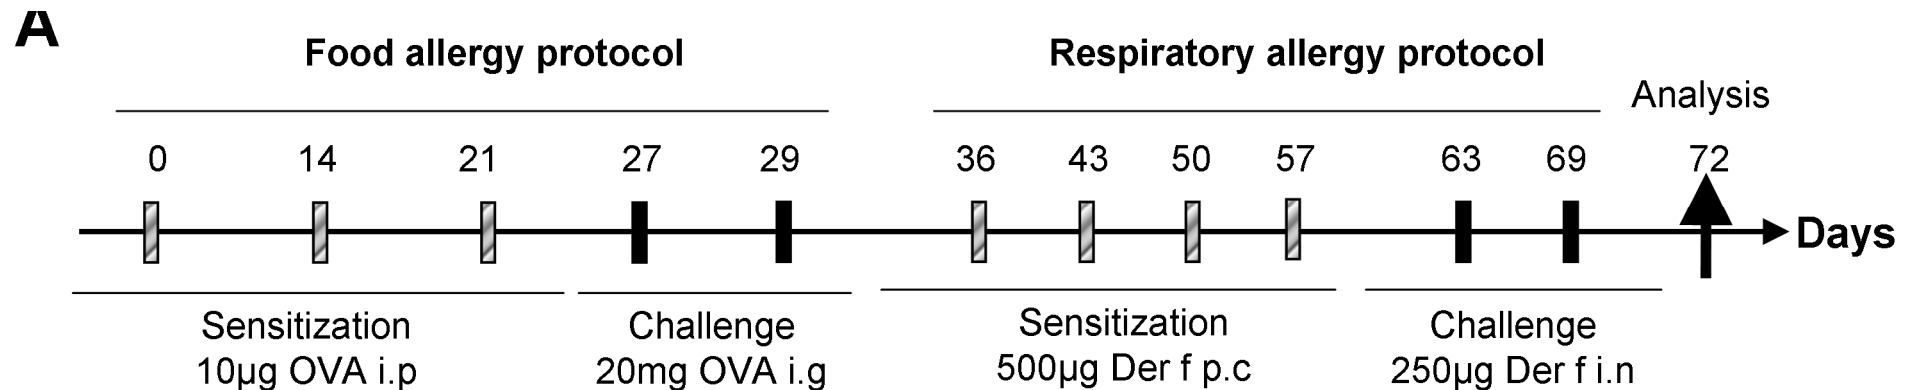 A
Food allergy protocol
Respiratory allergy protocol
Analysis
0 14 21 27 29 36 43 50 57 63 69 72
Days
Sensitization
10µg OVA i.p
Challenge
20mg OVA i.g
Sensitization
500µg Der f p.c
Challenge
250µg Der f i.n